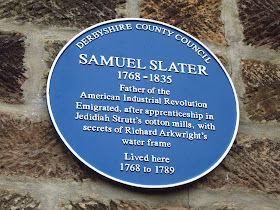 DERBYSHIRE COUNTY COUNCIL
SAMUEL SLATER
1768-1835
Father of the
American Industrial Revolution
Emigrated, after apprenticeship in
Jedidiah Strutt's cotton mills, with
secrets of Richard Arkwright's
water frame
Lived here
1768 to 1789